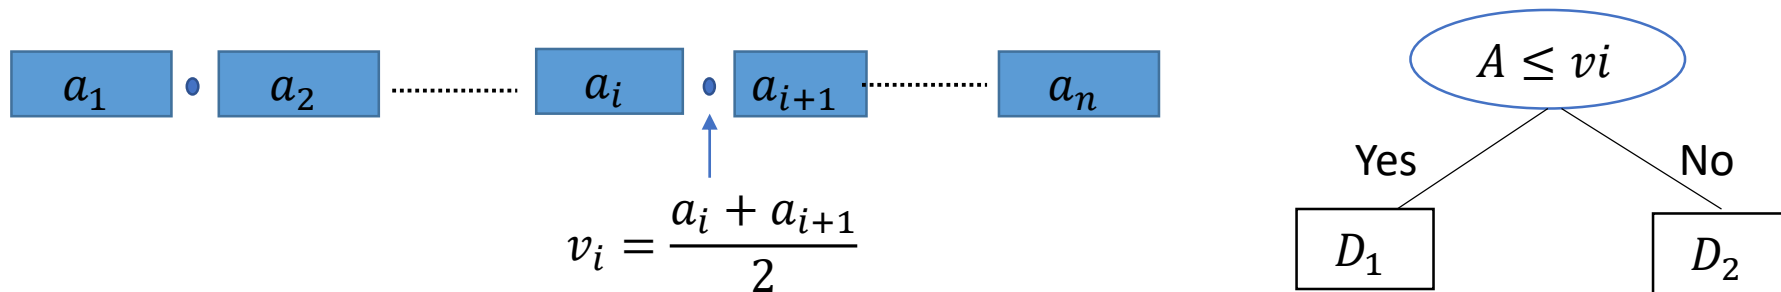 a₁ a₂ aᵢ aᵢ₊₁ aₙ
vᵢ = (aᵢ + aᵢ₊₁) / 2
A ≤ vi
Yes No
D₁ D₂